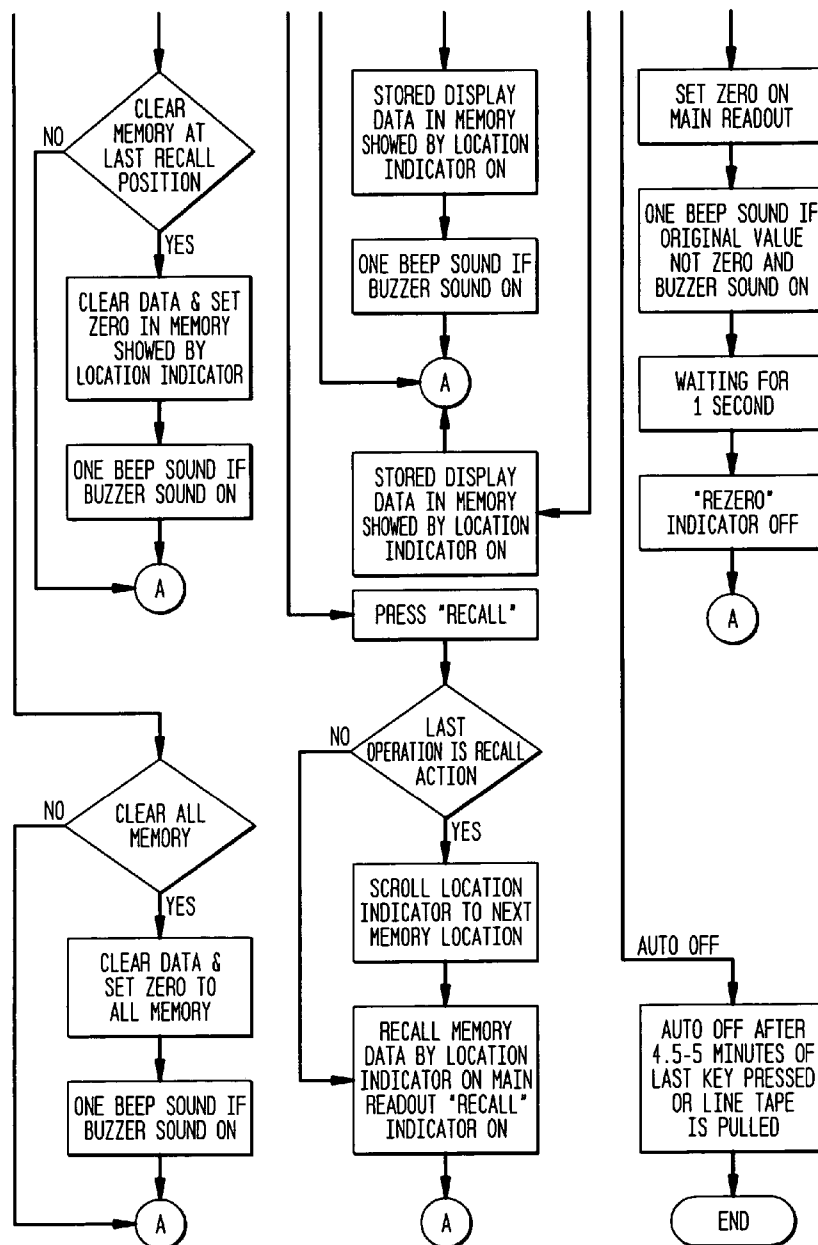 CLEAR
MEMORY AT
LAST RECALL
POSITION
NO
YES
CLEAR DATA & SET
ZERO IN MEMORY
SHOWED BY
LOCATION INDICATOR
ONE BEEP SOUND IF
BUZZER SOUND ON
A
CLEAR ALL
MEMORY
NO
YES
CLEAR DATA &
SET ZERO TO
ALL MEMORY
ONE BEEP SOUND IF
BUZZER SOUND ON
A
STORED DISPLAY
DATA IN MEMORY
SHOWED BY LOCATION
INDICATOR ON
ONE BEEP SOUND IF
BUZZER SOUND ON
A
STORED DISPLAY
DATA IN MEMORY
SHOWED BY LOCATION
INDICATOR ON
PRESS "RECALL"
LAST
OPERATION IS RECALL
ACTION
NO
YES
SCROLL LOCATION
INDICATOR TO NEXT
MEMORY LOCATION
RECALL MEMORY
DATA BY LOCATION
INDICATOR ON MAIN
READOUT "RECALL"
INDICATOR ON
A
SET ZERO ON
MAIN READOUT
ONE BEEP SOUND IF
ORIGINAL VALUE
NOT ZERO AND
BUZZER SOUND ON
WAITING FOR
1 SECOND
"REZERO"
INDICATOR OFF
A
AUTO OFF
AUTO OFF AFTER
4.5-5 MINUTES OF
LAST KEY PRESSED
OR LINE TAPE
IS PULLED
END